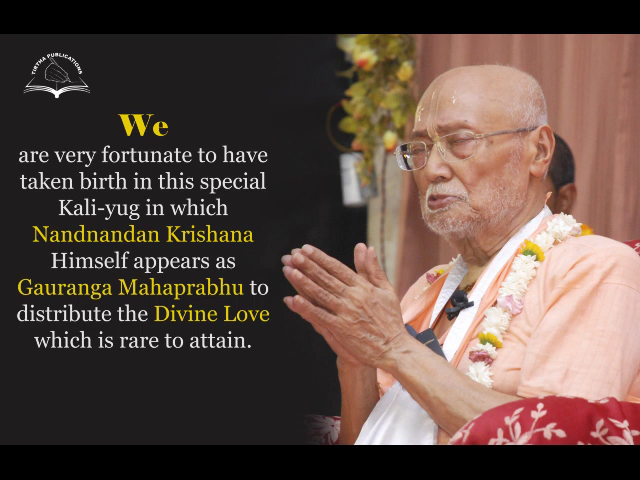 TIRTHA PUBLICATIONS
We
are very fortunate to have
taken birth in this special
Kali-yug in which
Nandnandan Krishana
Himself appears as
Gauranga Mahaprabhu to
distribute the Divine Love
which is rare to attain.